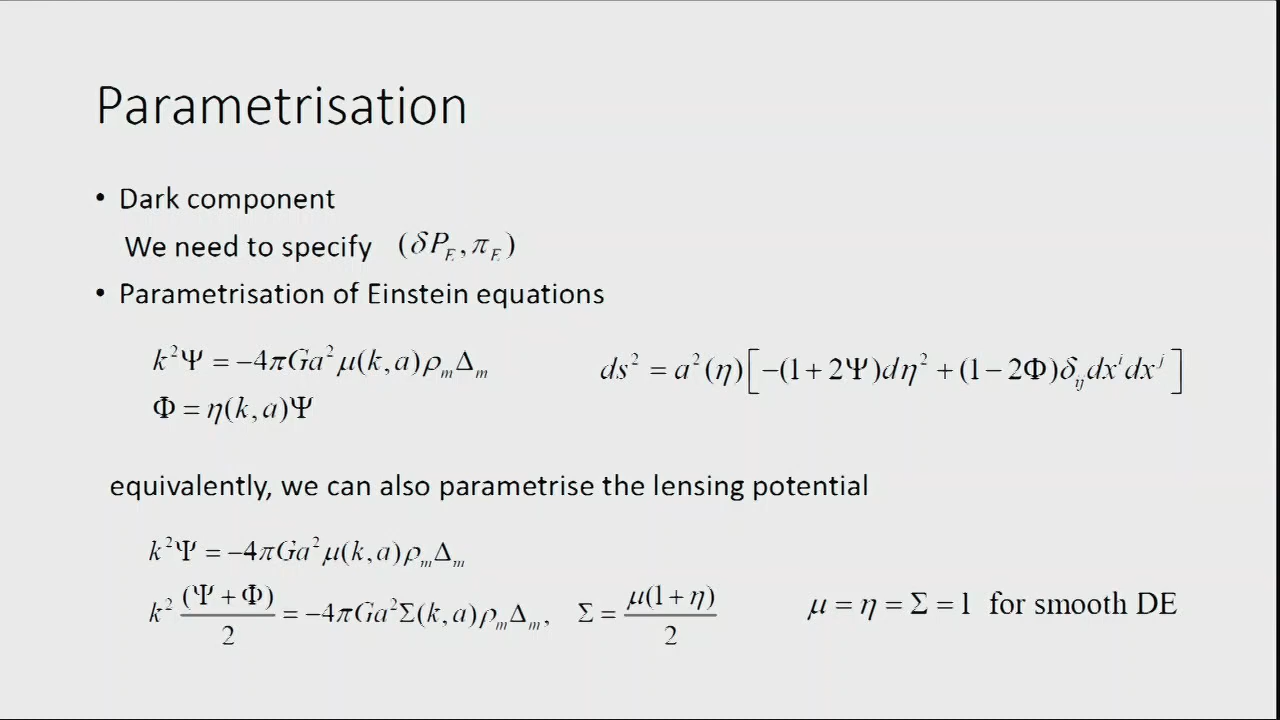 Parametrisation
• Dark component
We need to specify (δP_E, π_E)
• Parametrisation of Einstein equations
k²Ψ = −4πGa²μ(k,a)ρ_mΔ_m
ds² = a²(η)[−(1+2Ψ)dη² + (1−2Φ)δ_ij dx^i dx^j]
Φ = η(k,a)Ψ
equivalently, we can also parametrise the lensing potential
k²Ψ = −4πGa²μ(k,a)ρ_mΔ_m
k² (Ψ+Φ)/2 = −4πGa²Σ(k,a)ρ_mΔ_m, Σ = μ(1+η)/2
μ = η = Σ = 1 for smooth DE